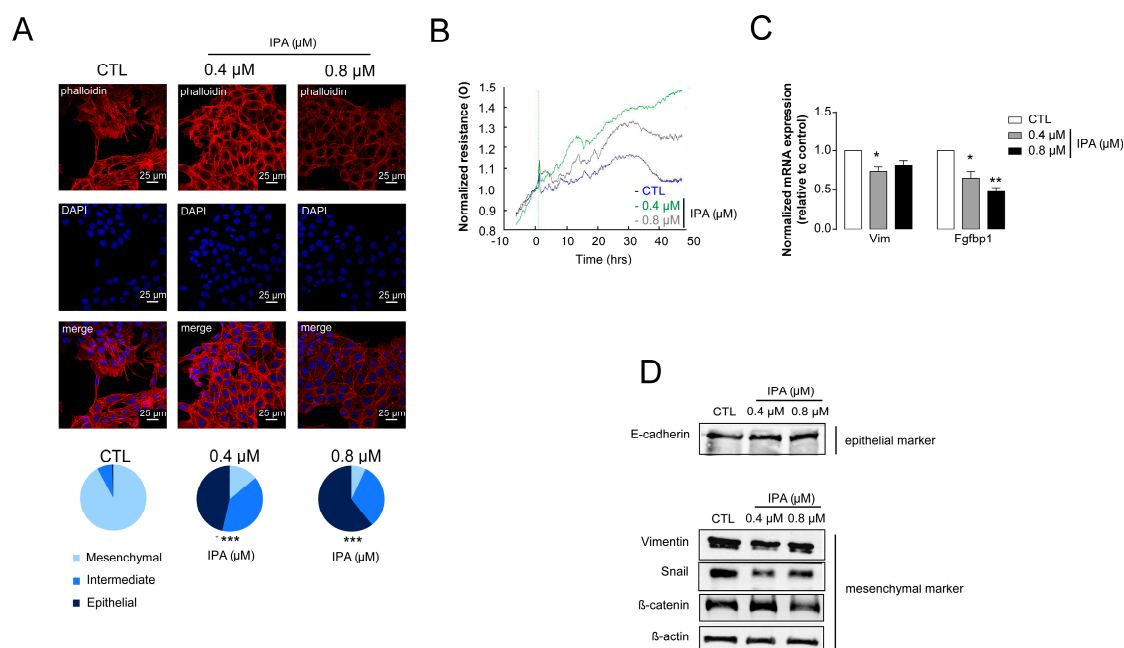 A
IPA (µM)
CTL
0.4 µM
0.8 µM
phalloidin
phalloidin
phalloidin
25 µm
25 µm
25 µm
DAPI
DAPI
DAPI
25 µm
25 µm
25 µm
merge
merge
merge
25 µm
25 µm
25 µm
CTL
0.4 µM
0.8 µM
- ***
***
IPA (µM)
IPA (µM)
Mesenchymal
Intermediate
Epithelial
B
Normalized resistance (O)
1.5
1.3
1.2
1.1
1.0
0.9
0.8
-10
0
10
20
30
40
50
Time (hrs)
- CTL
- 0.4 µM
- 0.8 µM
IPA (µM)
C
Normalized mRNA expression
(relative to control)
1.5
1.0
0.5
0.0
*
*
**
Vim
Fgfbp1
CTL
0.4 µM
0.8 µM
IPA (µM)
D
IPA (µM)
CTL
0.4 µM
0.8 µM
E-cadherin
epithelial marker
IPA (µM)
CTL
0.4 µM
0.8 µM
Vimentin
Snail
ß-catenin
ß-actin
mesenchymal marker